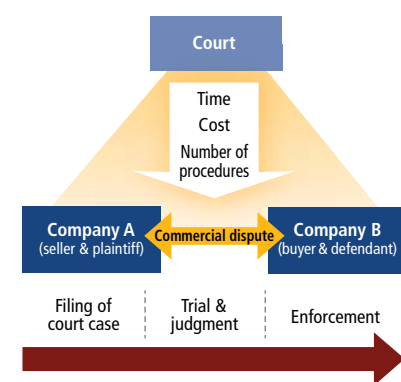 Court
Time
Cost
Number of
procedures
Company A
(seller & plaintiff)
Commercial dispute
Company B
(buyer & defendant)
Filing of
court case
Trial &
judgment
Enforcement